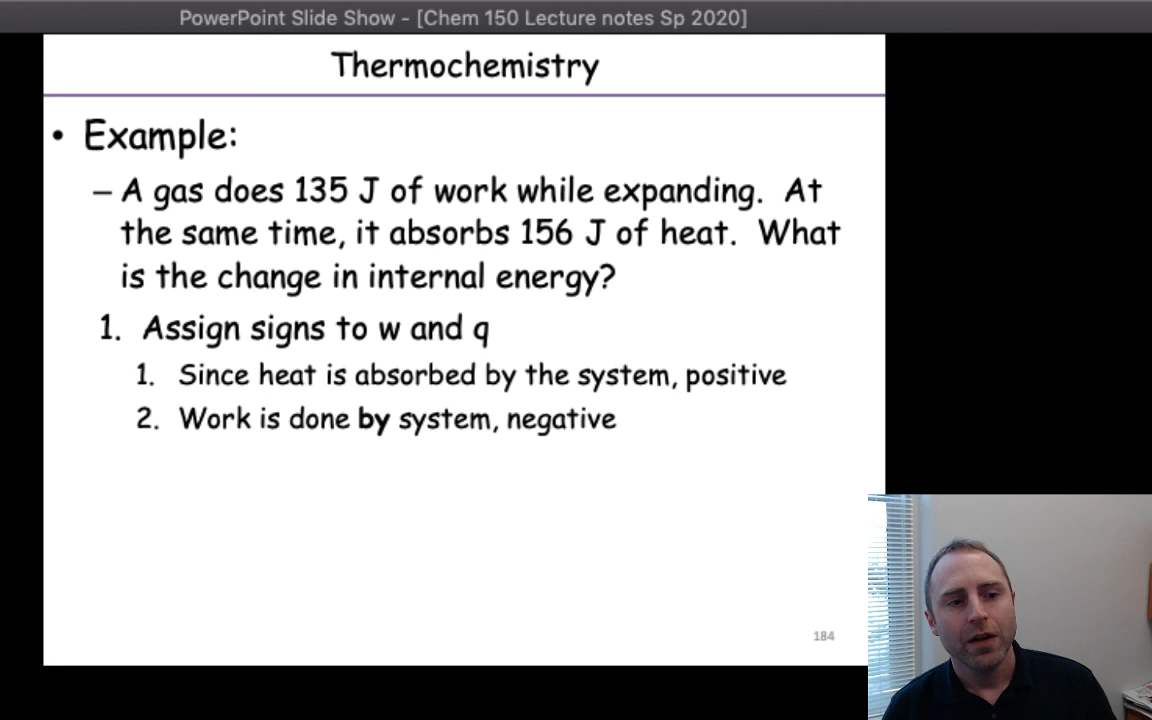 PowerPoint Slide Show - [Chem 150 Lecture notes Sp 2020]
Thermochemistry
• Example:
– A gas does 135 J of work while expanding. At
the same time, it absorbs 156 J of heat. What
is the change in internal energy?
1. Assign signs to w and q
1. Since heat is absorbed by the system, positive
2. Work is done by system, negative
184